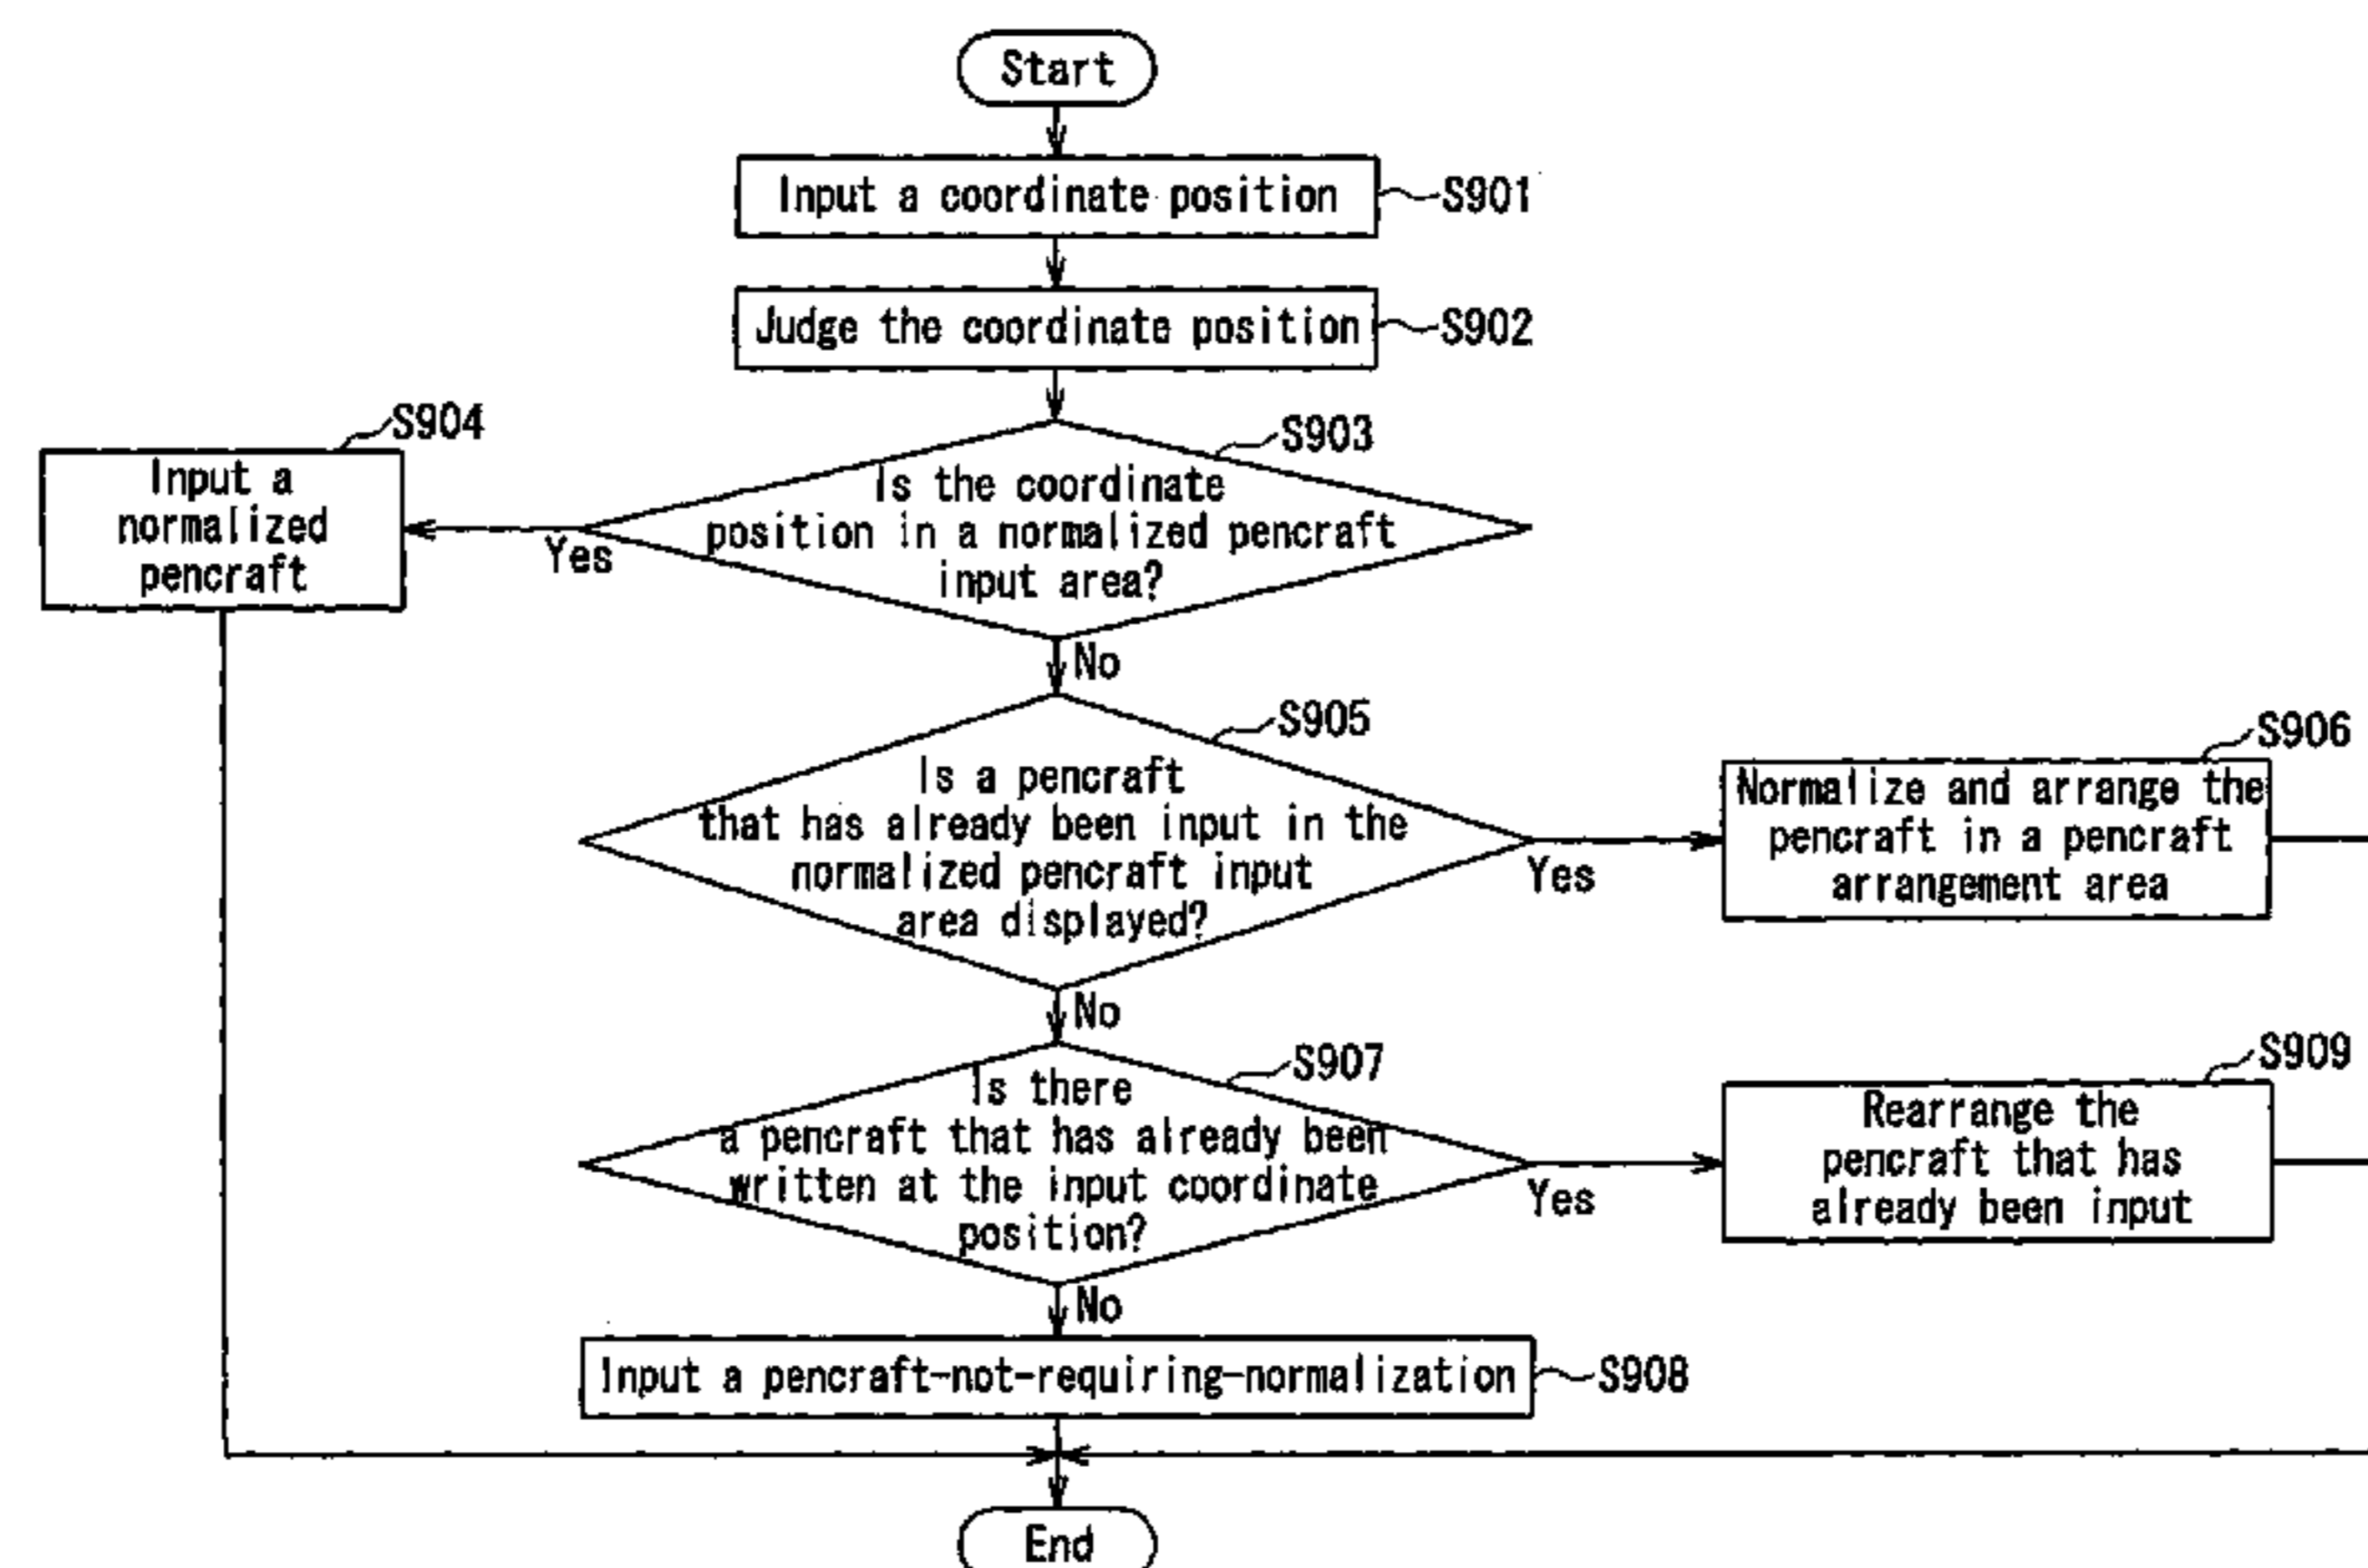 Start
Input a coordinate position
S901
Judge the coordinate position
S902
S903
Is the coordinate
position in a normalized pencraft
input area?
Yes
No
S904
Input a
normalized
pencraft
S905
Is a pencraft
that has already been input in the
normalized pencraft input
area displayed?
Yes
No
S906
Normalize and arrange the
pencraft in a pencraft
arrangement area
S907
Is there
a pencraft that has already been
written at the input coordinate
position?
Yes
No
S909
Rearrange the
pencraft that has
already been input
Input a pencraft-not-requiring-normalization
S908
End